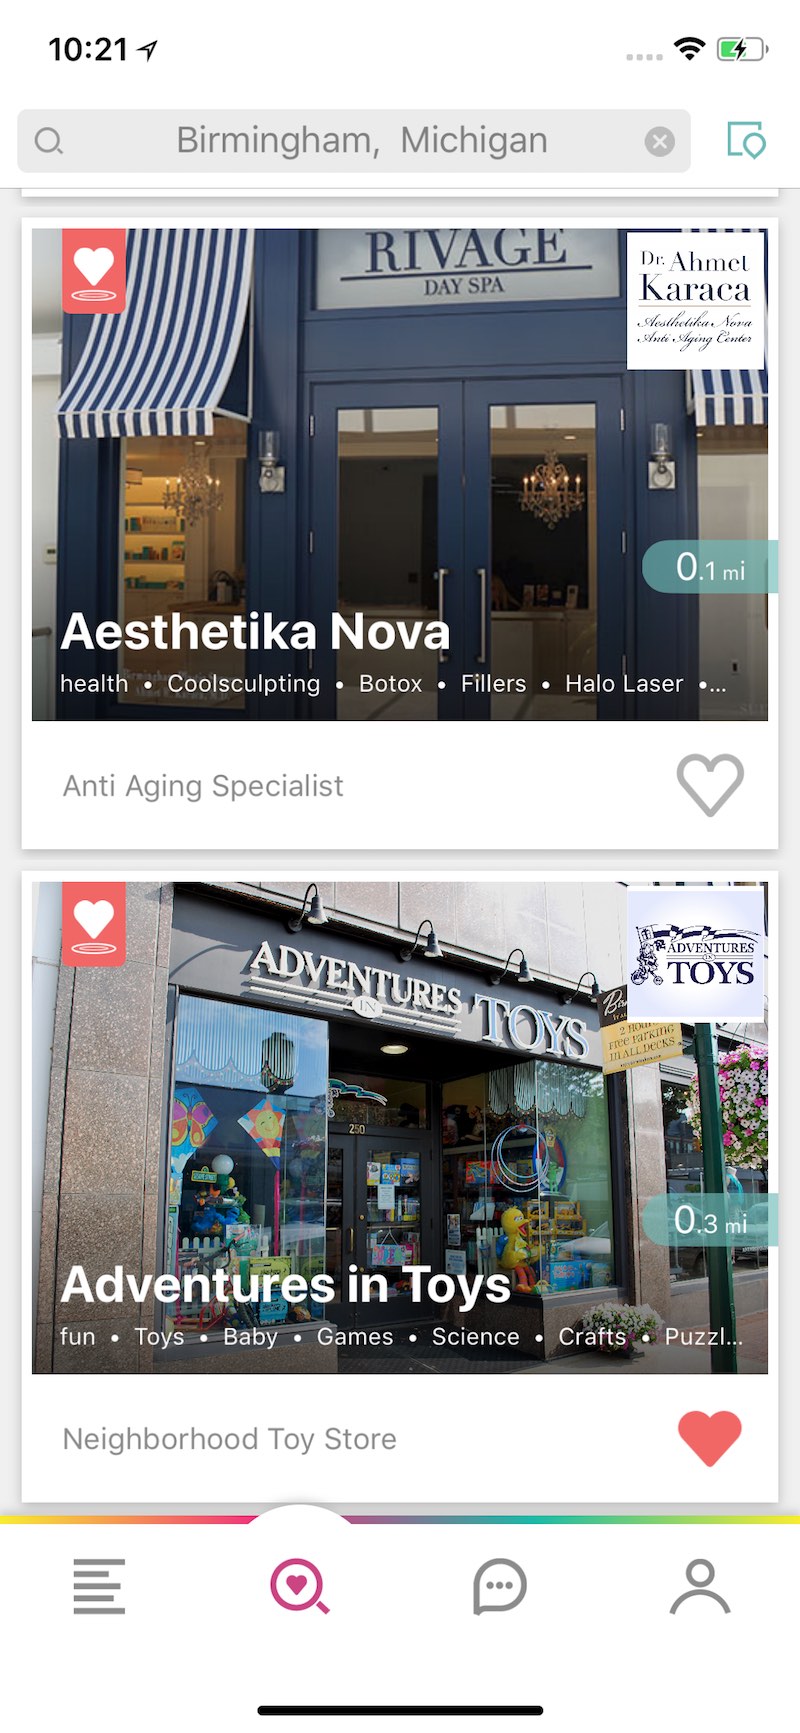 10:21
Birmingham, Michigan
RIVAGE
DAY SPA
Dr. Ahmet
Karaca
Aesthetika Nova
Anti Aging Center
0.1 mi
Aesthetika Nova
health • Coolsculpting • Botox • Fillers • Halo Laser •...
Anti Aging Specialist
ADVENTURES
IN
TOYS
ADVENTURES
IN
TOYS
2 HOUR
FREE PARKING
IN ALL DECKS
250
0.3 mi
Adventures in Toys
fun • Toys • Baby • Games • Science • Crafts • Puzzl...
Neighborhood Toy Store